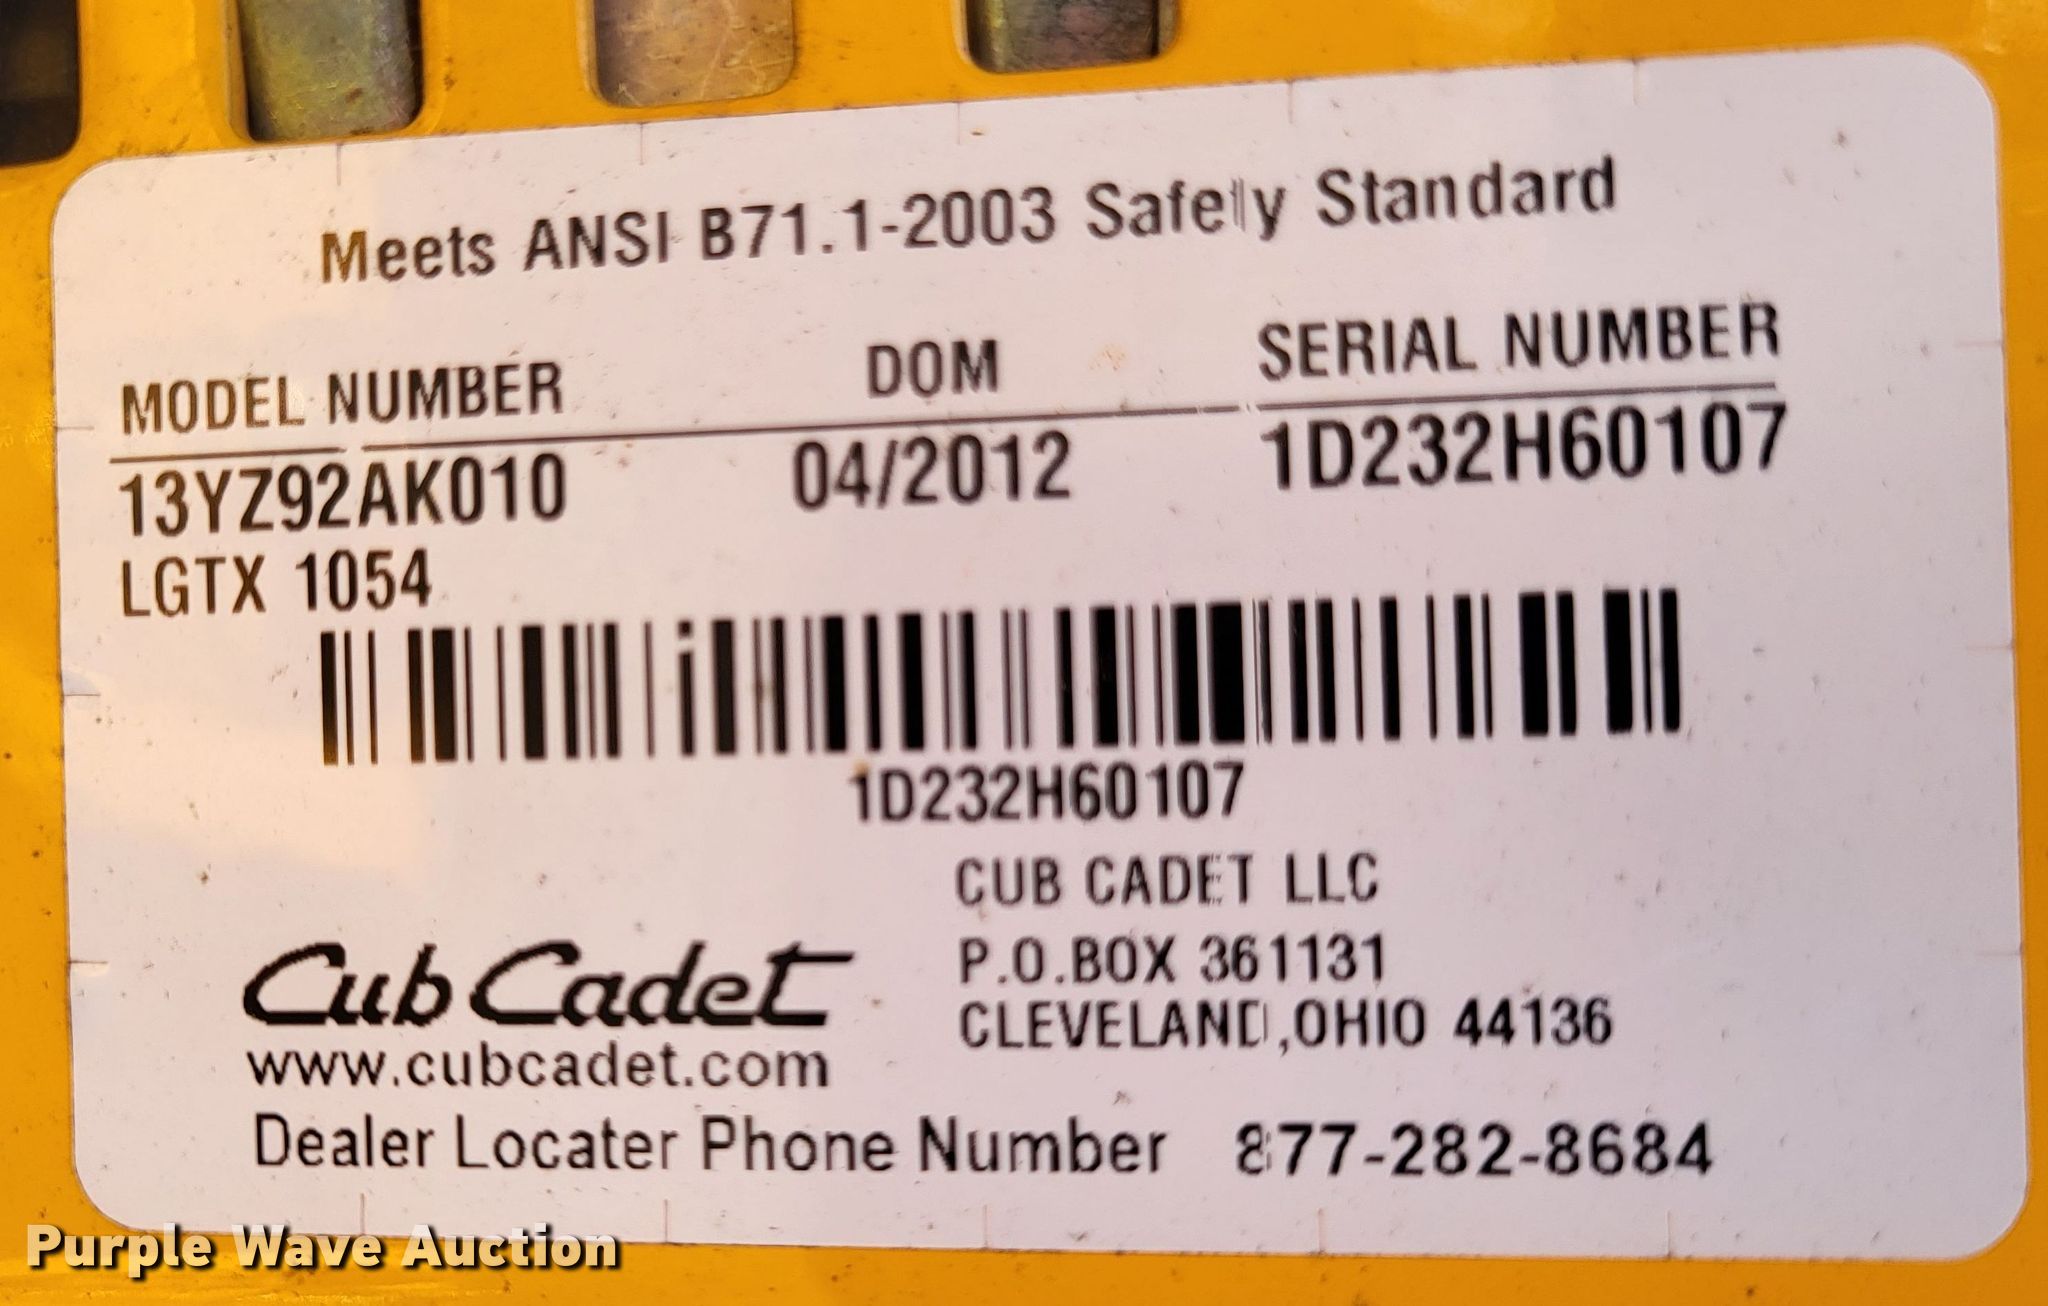 Meets ANSI B71.1-2003 Safety Standard
MODEL NUMBER DOM SERIAL NUMBER
13YZ92AK010 04/2012 1D232H60107
LGTX 1054
1D232H60107
CUB CADET LLC
P.O.BOX 361131
CLEVELAND,OHIO 44136
Cub Cadet
www.cubcadet.com
Dealer Locater Phone Number 877-282-8684
Purple Wave Auction